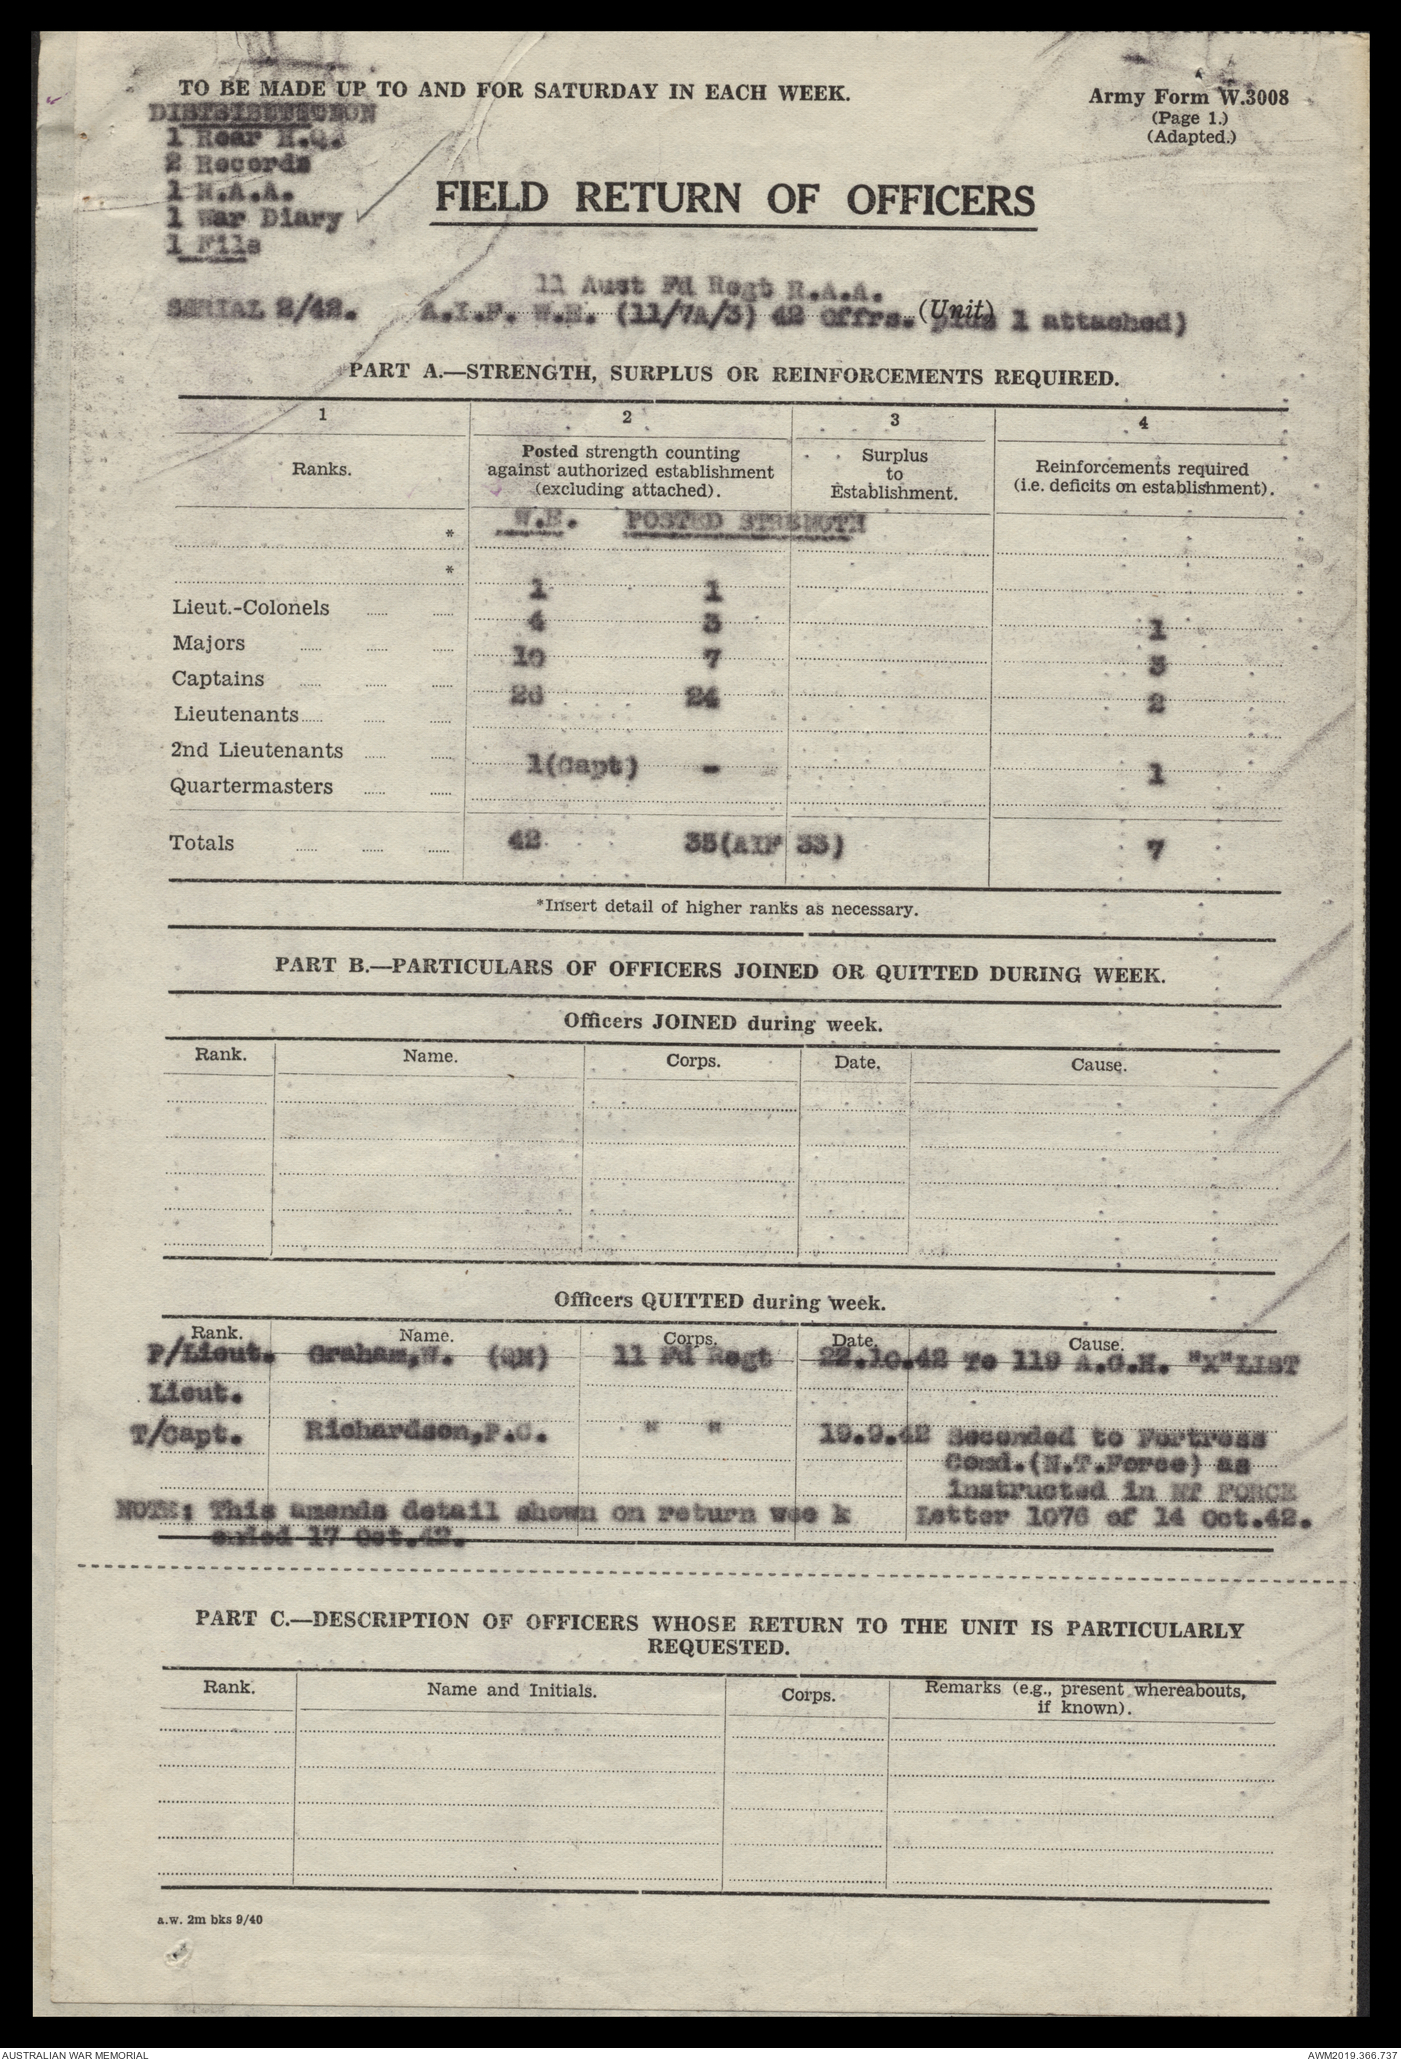 TO BE MADE UP TO AND FOR SATURDAY IN EACH WEEK.
Army Form W.3008
(Page 1.)
(Adapted.)
DISTRIBUTION
1 Rear H.Q.
2 Records
1 H.A.A.
1 War Diary
1 File
FIELD RETURN OF OFFICERS
11 Aust Fd Regt R.A.A.
SERIAL 2/42. A.I.F. W.E. (11/7A/3) 42 Offrs. (Unit) plus 1 attached)
PART A.—STRENGTH, SURPLUS OR REINFORCEMENTS REQUIRED.
1 2 3 4
Ranks. Posted strength counting against authorized establishment (excluding attached). Surplus to Establishment. Reinforcements required (i.e. deficits on establishment).
W.E. POSTED STRENGTH
*
*
Lieut.-Colonels 1 1
Majors 4 3 1
Captains 10 7 3
Lieutenants 26 24 2
2nd Lieutenants
Quartermasters 1(Capt) - 1
Totals 42 35(AIF 33) 7
*Insert detail of higher ranks as necessary.
PART B.—PARTICULARS OF OFFICERS JOINED OR QUITTED DURING WEEK.
Officers JOINED during week.
Rank. Name. Corps. Date. Cause.
Officers QUITTED during week.
Rank. Name. Corps. Date. Cause.
P/Lieut. Graham,W. (QM) 11 Fd Regt 22.10.42 To 119 A.G.H. "X"LIST
Lieut.
T/Capt. Richardson,P.C. " " 19.9.42 Seconded to Fortress
Comd.(N.T.Force) as
instructed in NT FORCE
NOTE: This amends detail shown on return wee k Letter 1076 of 14 Oct.42.
ended 17 Oct.42.
PART C.—DESCRIPTION OF OFFICERS WHOSE RETURN TO THE UNIT IS PARTICULARLY
REQUESTED.
Rank. Name and Initials. Corps. Remarks (e.g., present whereabouts, if known).
a.w. 2m bks 9/40
AUSTRALIAN WAR MEMORIAL
AWM2019.366.737